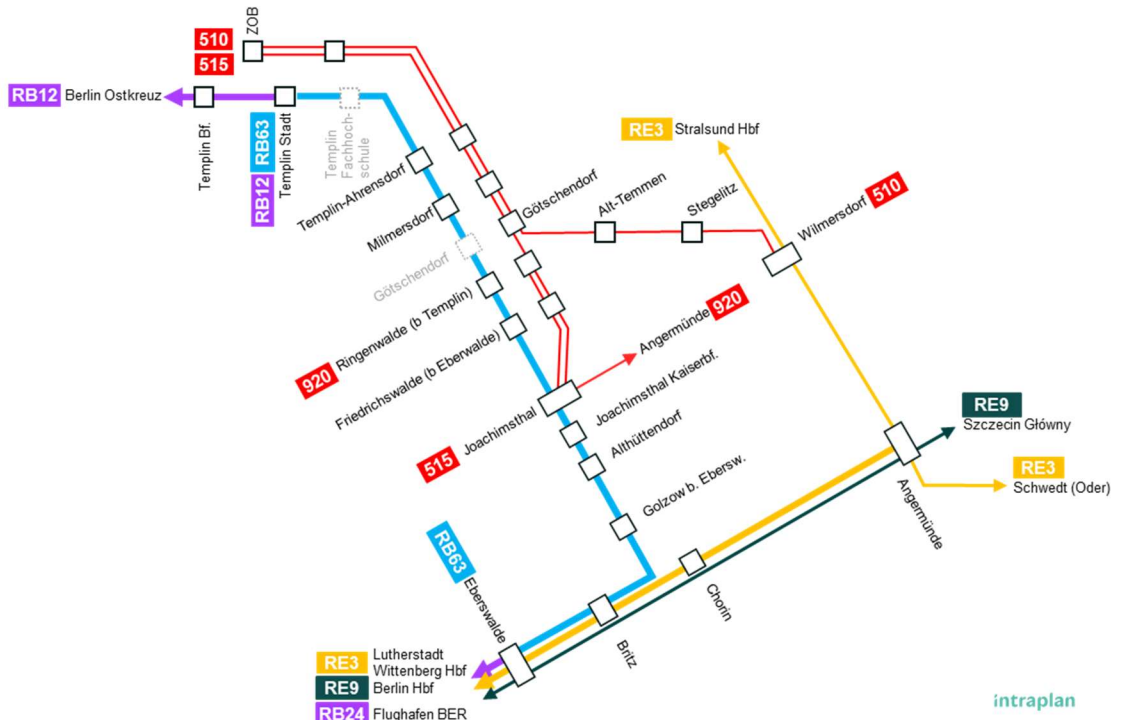 ZOB
510
515
RB12 Berlin Ostkreuz
Templin Bf.
RB12 RB63
Templin Stadt
Templin
Fachhoch-
schule
RE3 Stralsund Hbf
Templin-Ahrensdorf
Götschendorf
Alt-Temmen
Stegelitz
Wilmersdorf 510
Milmersdorf
Götschendorf
920 Ringenwalde (b Templin)
Friedrichswalde (b Eberwalde)
Angermünde 920
515 Joachimsthal
Joachimsthal Kaiserbf.
Althüttendorf
RE9
Szczecin Główny
RE3
Schwedt (Oder)
Golzow b. Ebersw.
Angermünde
RB63
Eberswalde
Chorin
Britz
RE3 Lutherstadt
Wittenberg Hbf
RE9 Berlin Hbf
RB24 Flughafen BER
intraplan